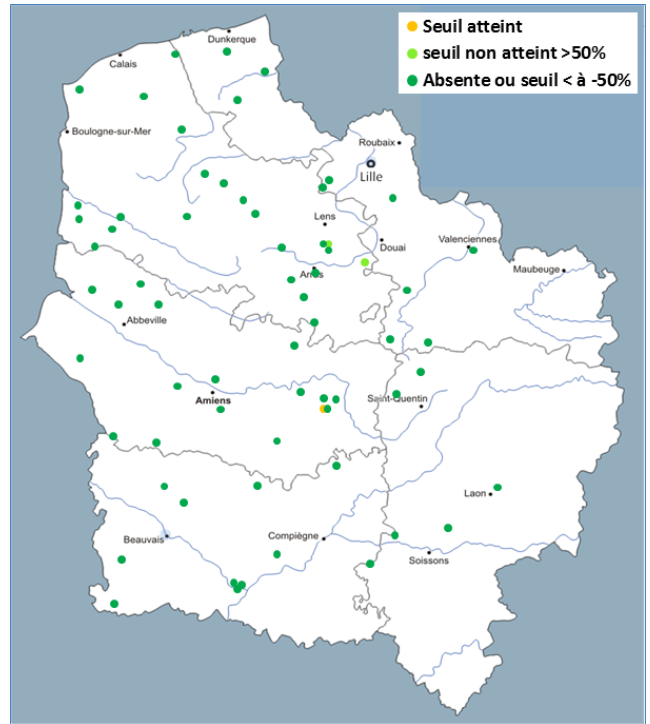 Seuil atteint
seuil non atteint >50%
Absente ou seuil < à -50%
Dunkerque
Calais
Boulogne-sur-Mer
Roubaix
Lille
Lens
Douai
Valenciennes
Maubeuge
Arras
Abbeville
Amiens
Saint-Quentin
Laon
Beauvais
Compiègne
Soissons